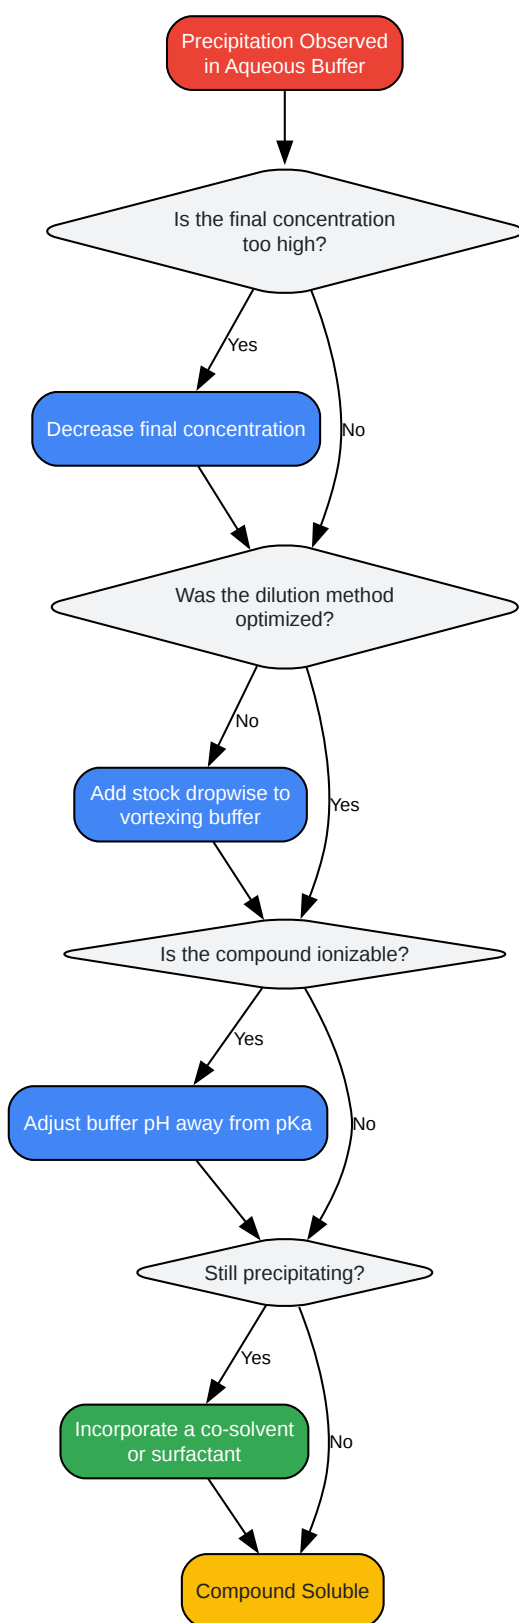 Precipitation Observed
in Aqueous Buffer
Is the final concentration
too high?
Yes
Decrease final concentration
No
Was the dilution method
optimized?
No
Add stock dropwise to
vortexing buffer
Yes
Is the compound ionizable?
Yes
Adjust buffer pH away from pKa
No
Still precipitating?
Yes
Incorporate a co-solvent
or surfactant
No
Compound Soluble